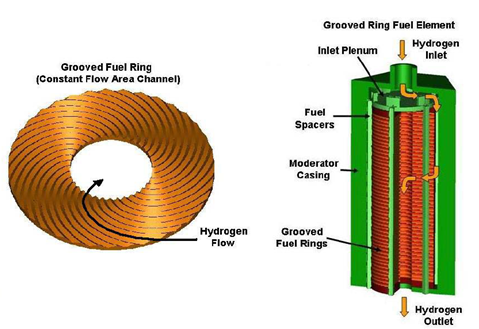 Grooved Fuel Ring
(Constant Flow Area Channel)
Hydrogen
Flow
Grooved Ring Fuel Element
Inlet Plenum
Hydrogen
Inlet
Fuel
Spacers
Moderator
Casing
Grooved
Fuel Rings
Hydrogen
Outlet